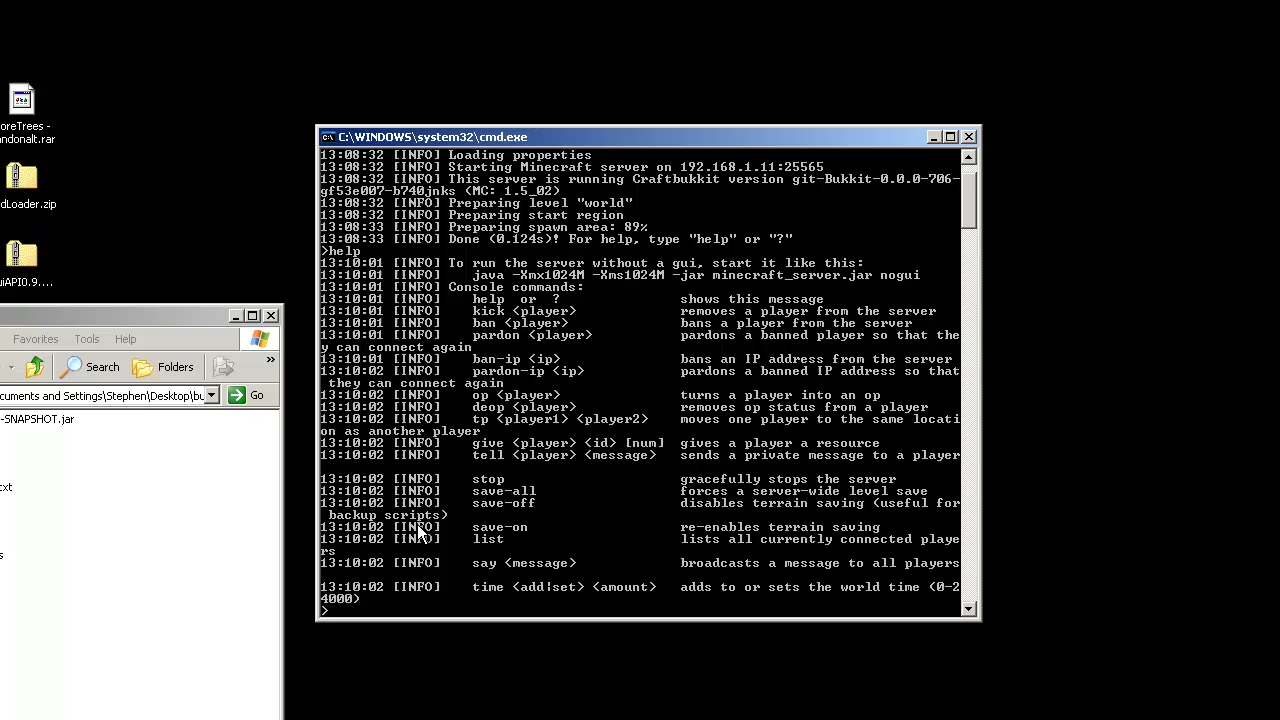 oreTrees -
andonalt.rar
dLoader.zip
uiAPI0.9....
Favorites Tools Help
Search Folders
cuments and Settings\Stephen\Desktop\bu Go
-SNAPSHOT.jar
txt
s
C:\WINDOWS\system32\cmd.exe
13:08:32 [INFO] Loading properties
13:08:32 [INFO] Starting Minecraft server on 192.168.1.11:25565
13:08:32 [INFO] This server is running Craftbukkit version git-Bukkit-0.0.0-706-
gf53e007-b740jnks (MC: 1.5_02)
13:08:32 [INFO] Preparing level "world"
13:08:32 [INFO] Preparing start region
13:08:33 [INFO] Preparing spawn area: 89%
13:08:33 [INFO] Done (0.124s)! For help, type "help" or "?"
>help
13:10:01 [INFO] To run the server without a gui, start it like this:
13:10:01 [INFO] java -Xmx1024M -Xms1024M -jar minecraft_server.jar nogui
13:10:01 [INFO] Console commands:
13:10:01 [INFO] help or ? shows this message
13:10:01 [INFO] kick <player> removes a player from the server
13:10:01 [INFO] ban <player> bans a player from the server
13:10:01 [INFO] pardon <player> pardons a banned player so that the
y can connect again
13:10:01 [INFO] ban-ip <ip> bans an IP address from the server
13:10:01 [INFO] pardon-ip <ip> pardons a banned IP address so that
they can connect again
13:10:02 [INFO] op <player> turns a player into an op
13:10:02 [INFO] deop <player> removes op status from a player
13:10:02 [INFO] tp <player1> <player2> moves one player to the same locati
on as another player
13:10:02 [INFO] give <player> <id> [num] gives a player a resource
13:10:02 [INFO] tell <player> <message> sends a private message to a player
13:10:02 [INFO] stop gracefully stops the server
13:10:02 [INFO] save-all forces a server-wide level save
13:10:02 [INFO] save-off disables terrain saving (useful for
backup scripts)
13:10:02 [INFO] save-on re-enables terrain saving
13:10:02 [INFO] list lists all currently connected playe
rs
13:10:02 [INFO] say <message> broadcasts a message to all players
13:10:02 [INFO] time <add|set> <amount> adds to or sets the world time (0-2
4000)
>